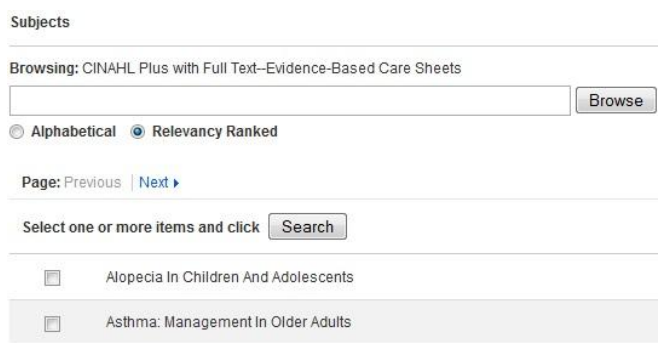 Subjects
Browsing: CINAHL Plus with Full Text--Evidence-Based Care Sheets
Browse
Alphabetical Relevancy Ranked
Page: Previous | Next
Select one or more items and click Search
Alopecia In Children And Adolescents
Asthma: Management In Older Adults